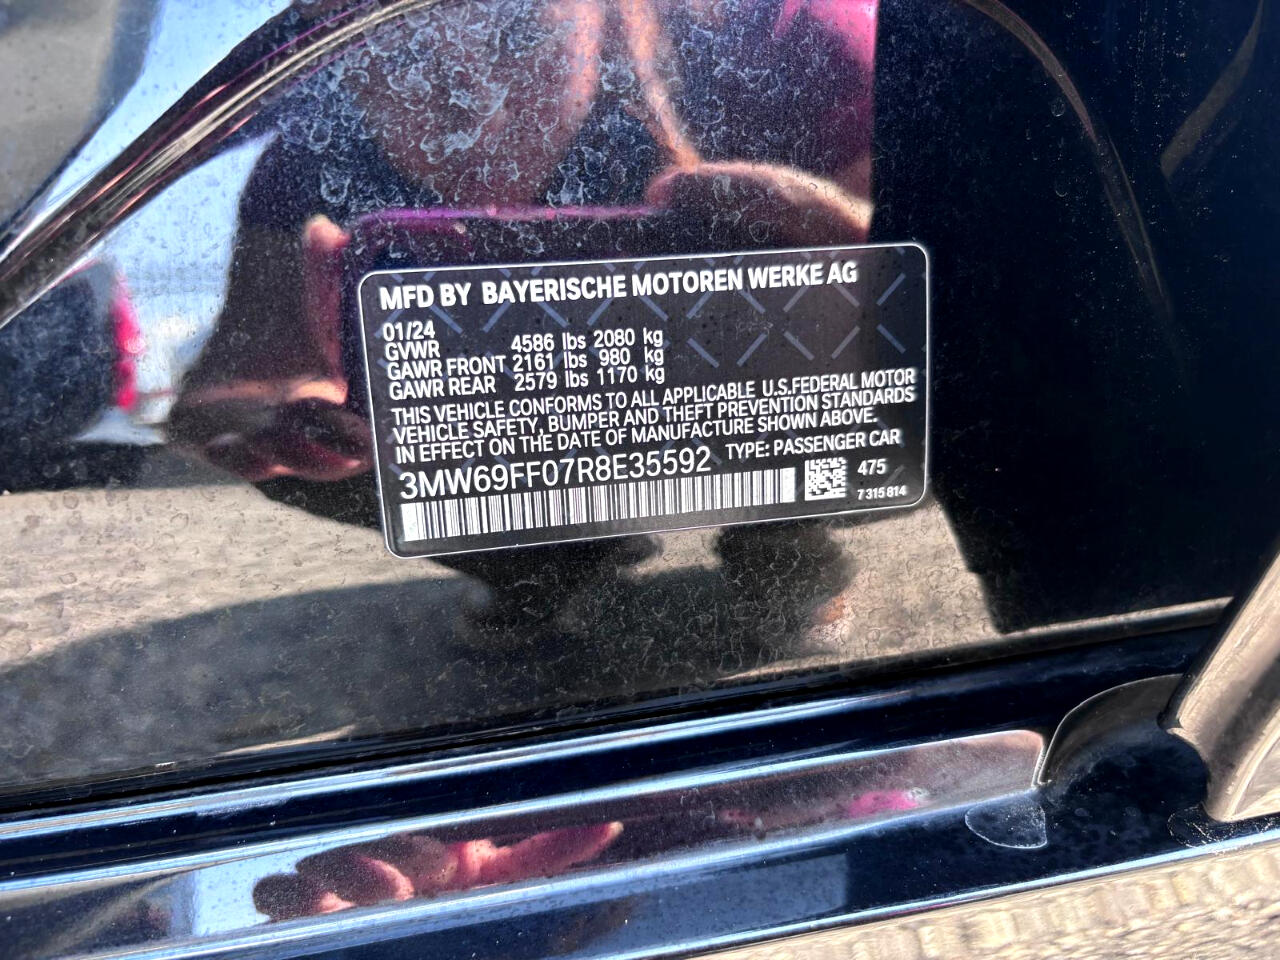 MFD BY BAYERISCHE MOTOREN WERKE AG
01/24
GVWR 4586 lbs 2080 kg
GAWR FRONT 2161 lbs 980 kg
GAWR REAR 2579 lbs 1170 kg
THIS VEHICLE CONFORMS TO ALL APPLICABLE U.S.FEDERAL MOTOR
VEHICLE SAFETY, BUMPER AND THEFT PREVENTION STANDARDS
IN EFFECT ON THE DATE OF MANUFACTURE SHOWN ABOVE.
3MW69FF07R8E35592 TYPE: PASSENGER CAR
475
7 315 814